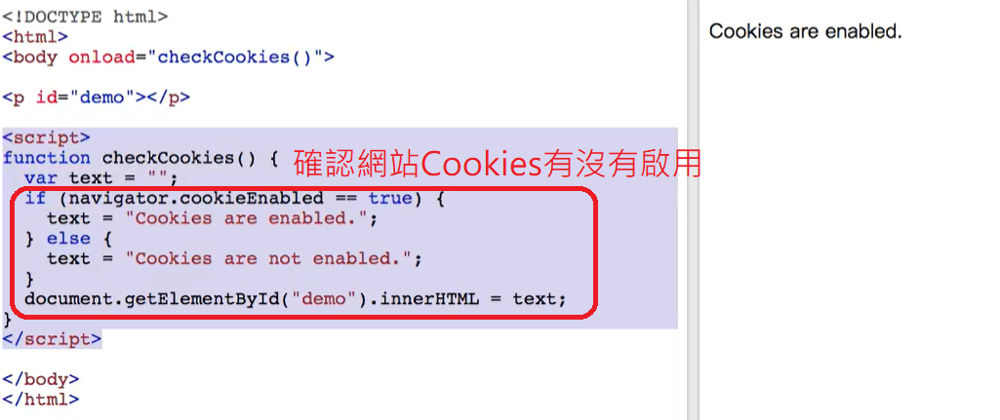 <!DOCTYPE html>
<html>
<body onload="checkCookies()">
<p id="demo"></p>
<script>
function checkCookies() {
確認網站Cookies有沒有啟用
var text = "";
if (navigator.cookieEnabled == true) {
text = "Cookies are enabled.";
} else {
text = "Cookies are not enabled.";
}
document.getElementById("demo").innerHTML = text;
}
</script>
</body>
</html>
Cookies are enabled.